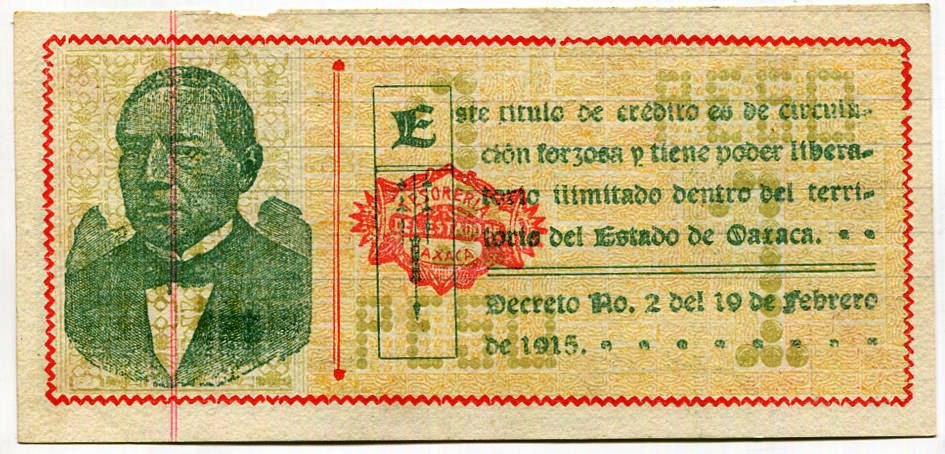 Este titulo de crédito es de circula-
ción forzosa y tiene poder libera-
torio ilimitado dentro del terri-
torio del Estado de Oaxaca.
Decreto No. 2 del 19 de Febrero
de 1915.
TESORERIA
DEL ESTADO
OAXACA